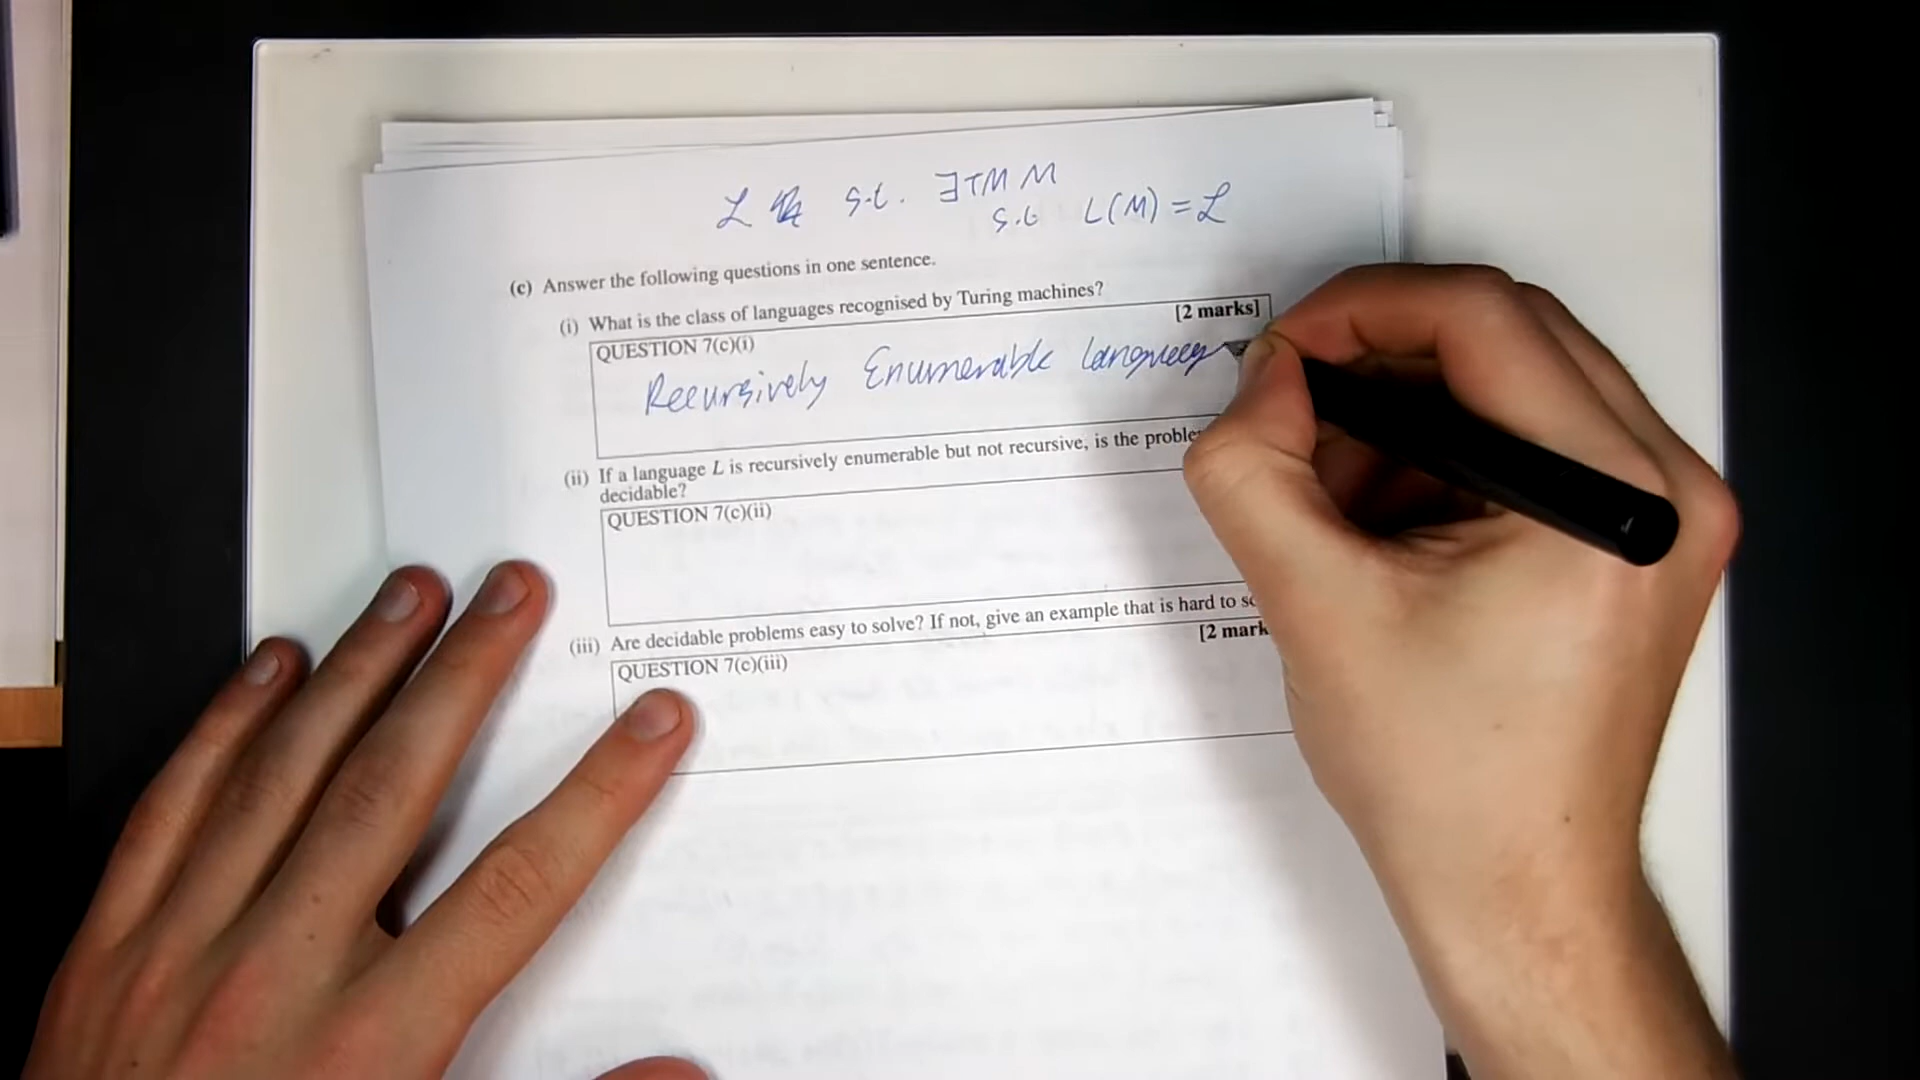 L s.t. ∃TM M
s.t L(M) = L
(c) Answer the following questions in one sentence.
(i) What is the class of languages recognised by Turing machines?
[2 marks]
QUESTION 7(c)(i)
Recursively Enumerable
(ii) If a language L is recursively enumerable but not recursive, is the
decidable?
QUESTION 7(c)(ii)
(iii) Are decidable problems easy to solve? If not, give an example that is hard to
[2 mark
QUESTION 7(c)(iii)